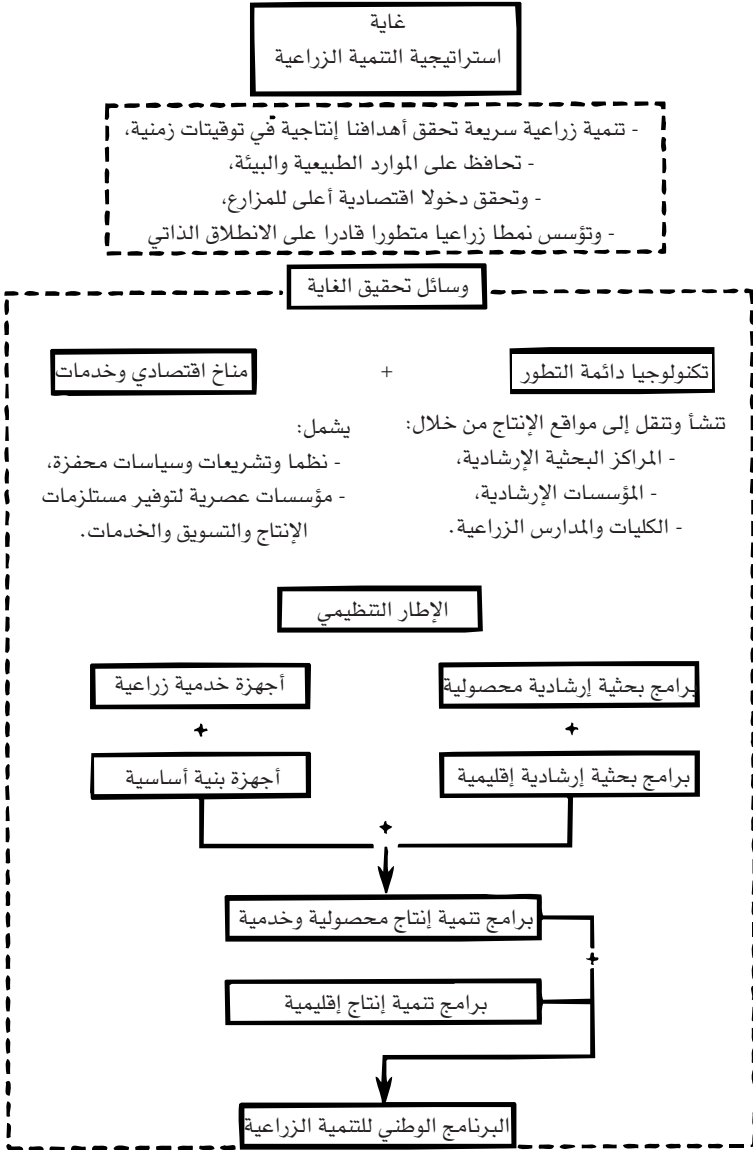 غاية
استراتيجية التنمية الزراعية
- تنمية زراعية سريعة تحقق أهدافنا إنتاجية في توقيتات زمنية،
- تحافظ على الموارد الطبيعية والبيئة،
- وتحقق دخولا اقتصادية أعلى للمزارع،
- وتؤسس نمطا زراعيا متطورا قادرا على الانطلاق الذاتي
وسائل تحقيق الغاية
تكنولوجيا دائمة التطور
+
مناخ اقتصادي وخدمات
تنشأ وتنقل إلى مواقع الإنتاج من خلال:
- المراكز البحثية الإرشادية،
- المؤسسات الإرشادية،
- الكليات والمدارس الزراعية.
يشمل:
- نظما وتشريعات وسياسات محفزة،
- مؤسسات عصرية لتوفير مستلزمات
الإنتاج والتسويق والخدمات.
الإطار التنظيمي
برامج بحثية إرشادية محصولية
+
برامج بحثية إرشادية إقليمية
أجهزة خدمية زراعية
+
أجهزة بنية أساسية
+
برامج تنمية إنتاج محصولية وخدمية
+
برامج تنمية إنتاج إقليمية
البرنامج الوطني للتنمية الزراعية